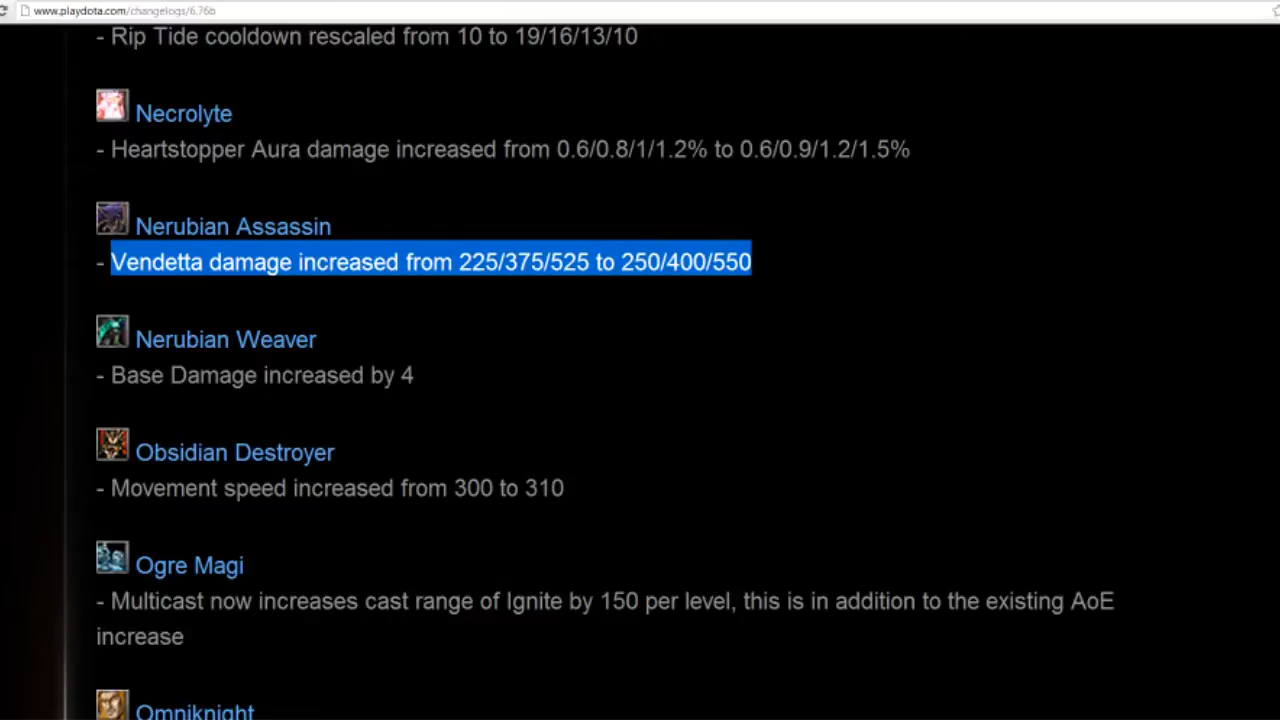 www.playdota.com/changelogs/6.76b
- Rip Tide cooldown rescaled from 10 to 19/16/13/10
Necrolyte
- Heartstopper Aura damage increased from 0.6/0.8/1/1.2% to 0.6/0.9/1.2/1.5%
Nerubian Assassin
- Vendetta damage increased from 225/375/525 to 250/400/550
Nerubian Weaver
- Base Damage increased by 4
Obsidian Destroyer
- Movement speed increased from 300 to 310
Ogre Magi
- Multicast now increases cast range of Ignite by 150 per level, this is in addition to the existing AoE
increase
Omniknight